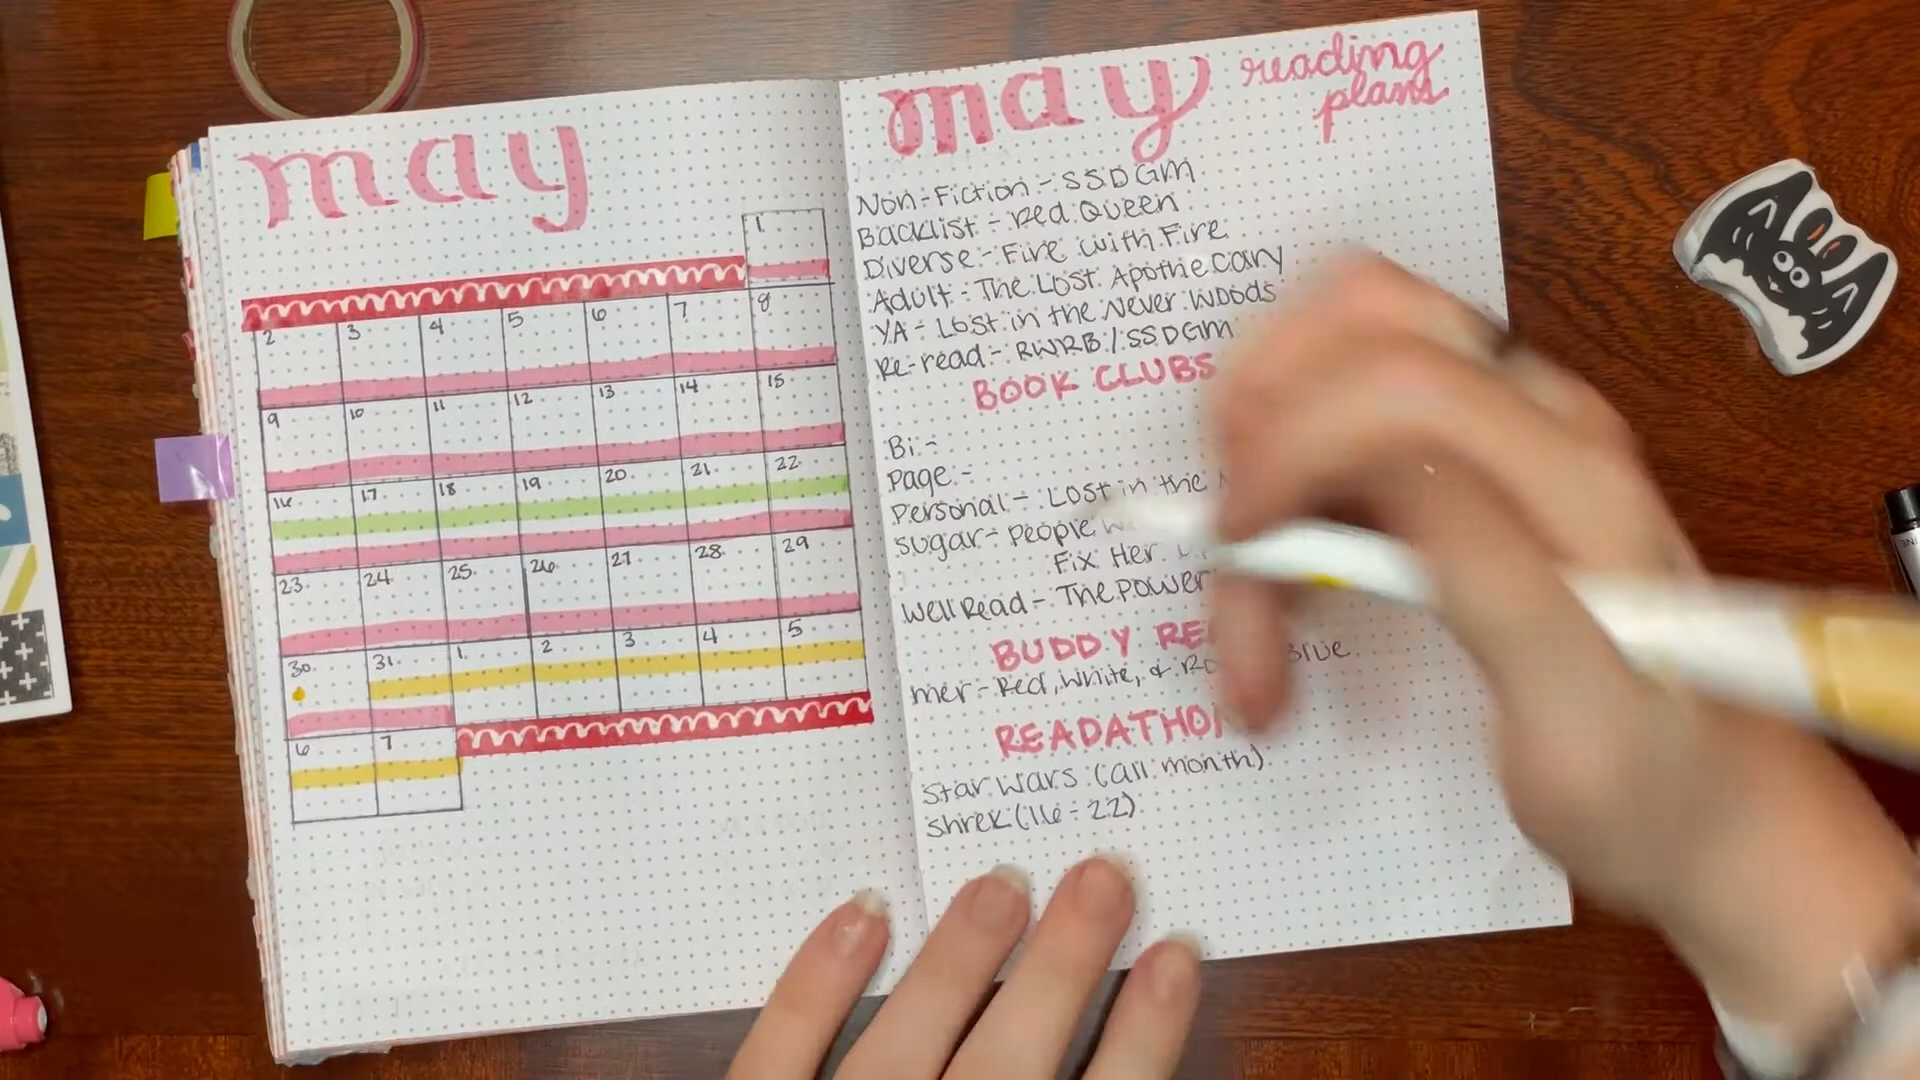 may
1
2 3 4 5 6 7 8
9 10 11 12 13 14 15
16 17 18 19 20 21 22
23 24 25 26 27 28 29
30 31 1 2 3 4 5
6 7
may reading plans
Non-Fiction - SSDGM
Backlist - Red Queen
Diverse - Fire with Fire
Adult - The Lost Apothecary
YA - Lost in the Never Woods
Re-read - RWRB / SSDGM
BOOK CLUBS
Bi -
Page -
Personal - Lost in the
Sugar - People
Fix Her
Well Read - The Power
BUDDY
mer - Red, White, & Blue
Star Wars (all month)
Shrek (16 - 22)